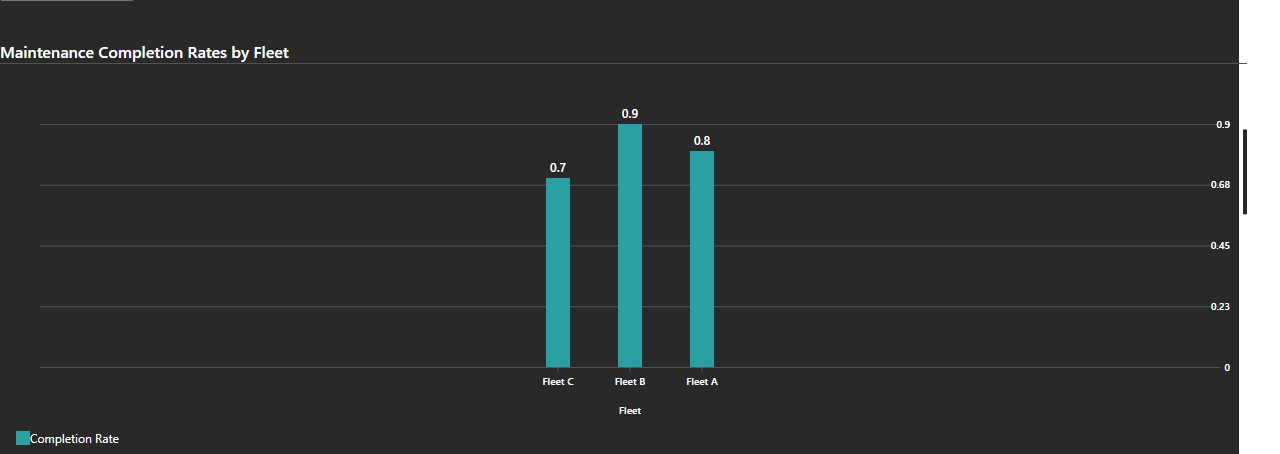 Maintenance Completion Rates by Fleet
0.9
0.8
0.7
0.9
0.68
0.45
0.23
0
Fleet C
Fleet B
Fleet A
Fleet
Completion Rate